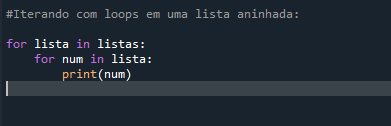 #Iterando com loops em uma lista aninhada:
for lista in listas:
    for num in lista:
        print(num)